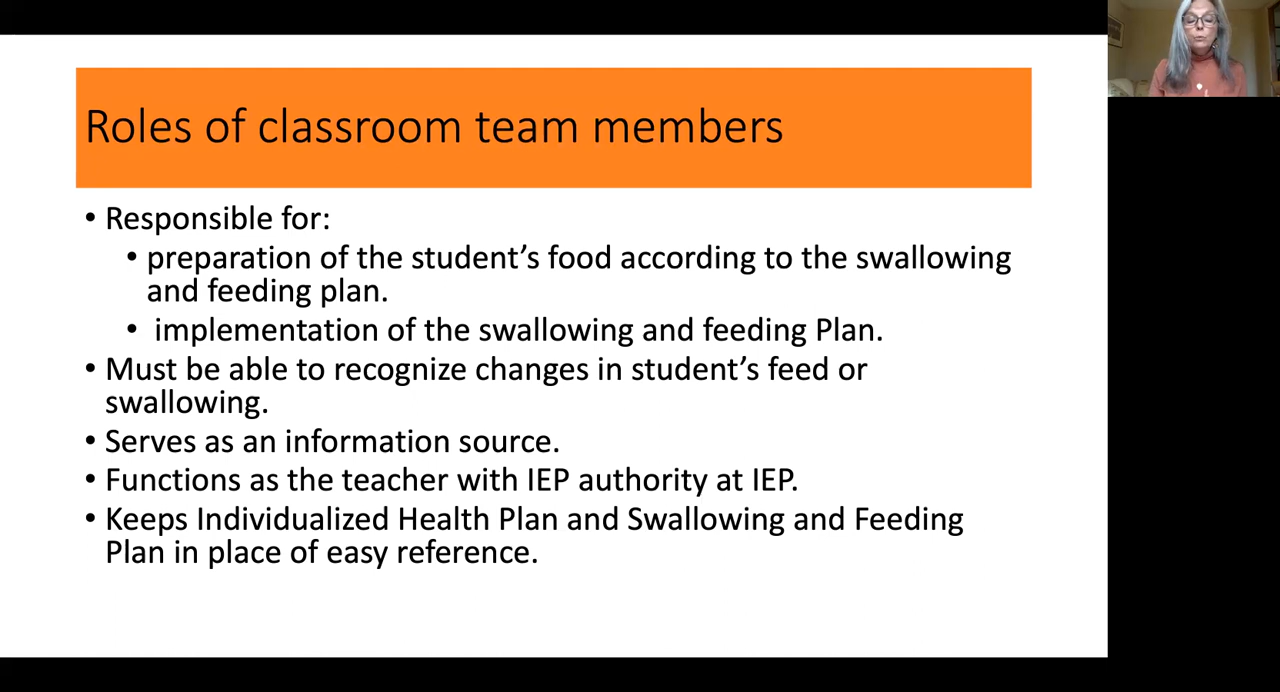 Roles of classroom team members
• Responsible for:
• preparation of the student’s food according to the swallowing
and feeding plan.
• implementation of the swallowing and feeding Plan.
• Must be able to recognize changes in student’s feed or
swallowing.
• Serves as an information source.
• Functions as the teacher with IEP authority at IEP.
• Keeps Individualized Health Plan and Swallowing and Feeding
Plan in place of easy reference.